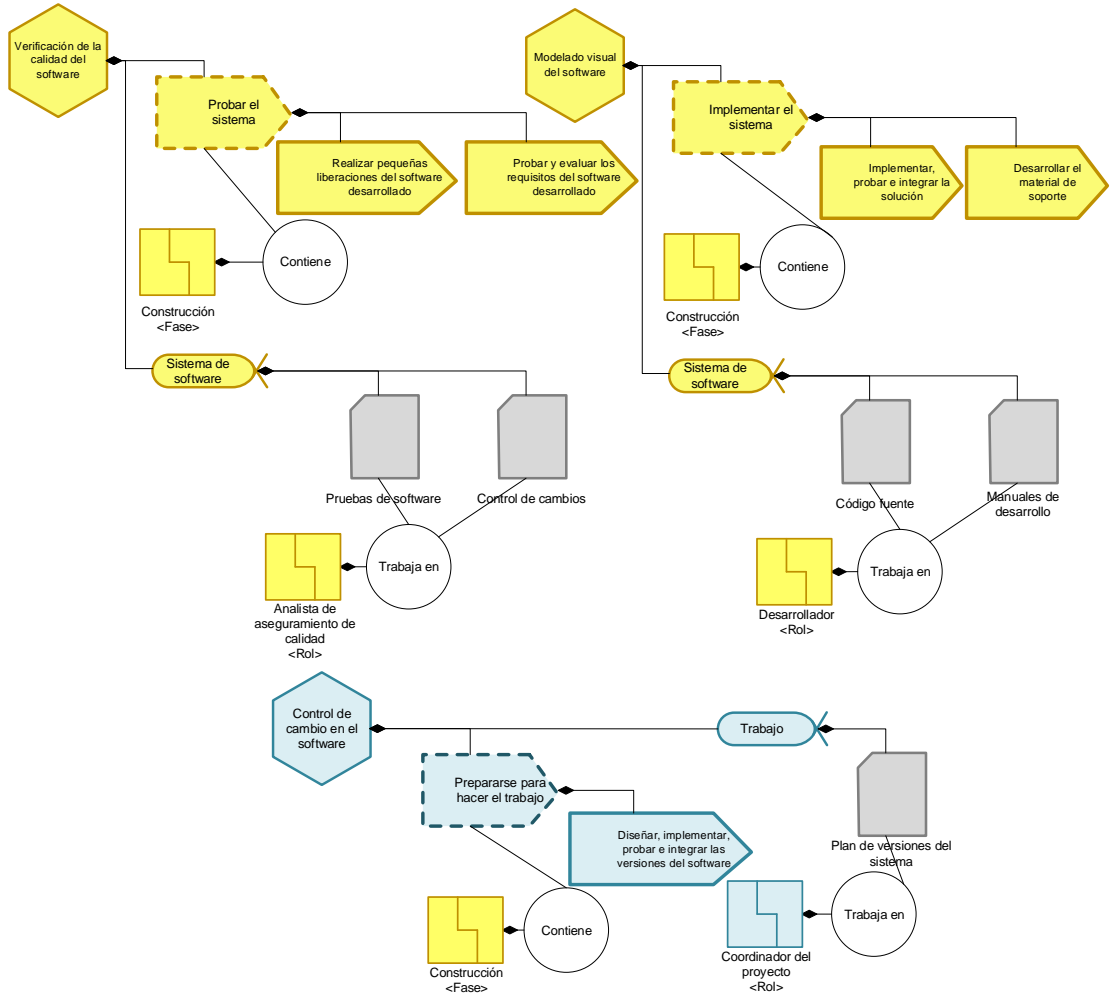 Verificación de la
calidad del
software
Probar el
sistema
Realizar pequeñas
liberaciones del software
desarrollado
Probar y evaluar los
requisitos del software
desarrollado
Contiene
Construcción
<Fase>
Sistema de
software
Pruebas de software
Control de cambios
Trabaja en
Analista de
aseguramiento de
calidad
<Rol>
Modelado visual
del software
Implementar el
sistema
Implementar,
probar e integrar la
solución
Desarrollar el
material de
soporte
Contiene
Construcción
<Fase>
Sistema de
software
Código fuente
Manuales de
desarrollo
Trabaja en
Desarrollador
<Rol>
Control de
cambio en el
software
Trabajo
Prepararse para
hacer el trabajo
Diseñar, implementar,
probar e integrar las
versiones del software
Plan de versiones del
sistema
Contiene
Construcción
<Fase>
Trabaja en
Coordinador del
proyecto
<Rol>